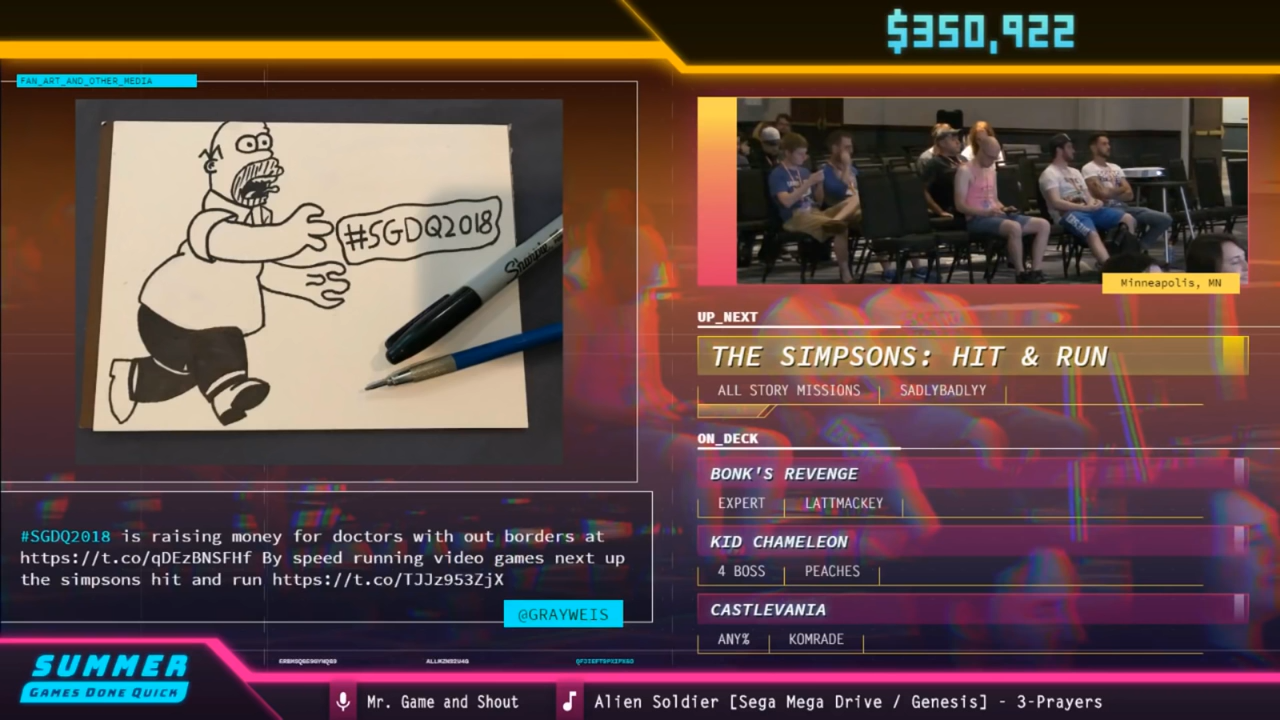 $350,922
FAN_ART_AND_OTHER_MEDIA
#SGDQ2018
Sharpie
Minneapolis, MN
UP_NEXT
THE SIMPSONS: HIT & RUN
ALL STORY MISSIONS
SADLYBADLYY
ON_DECK
BONK'S REVENGE
EXPERT
LATTMACKEY
KID CHAMELEON
4 BOSS
PEACHES
CASTLEVANIA
ANY%
KOMRADE
#SGDQ2018 is raising money for doctors with out borders at
https://t.co/qDEzBNSFHf By speed running video games next up
the simpsons hit and run https://t.co/TJJz953ZjX
@GRAYWEIS
SUMMER
GAMES DONE QUICK
Mr. Game and Shout
Alien Soldier [Sega Mega Drive / Genesis] - 3-Prayers